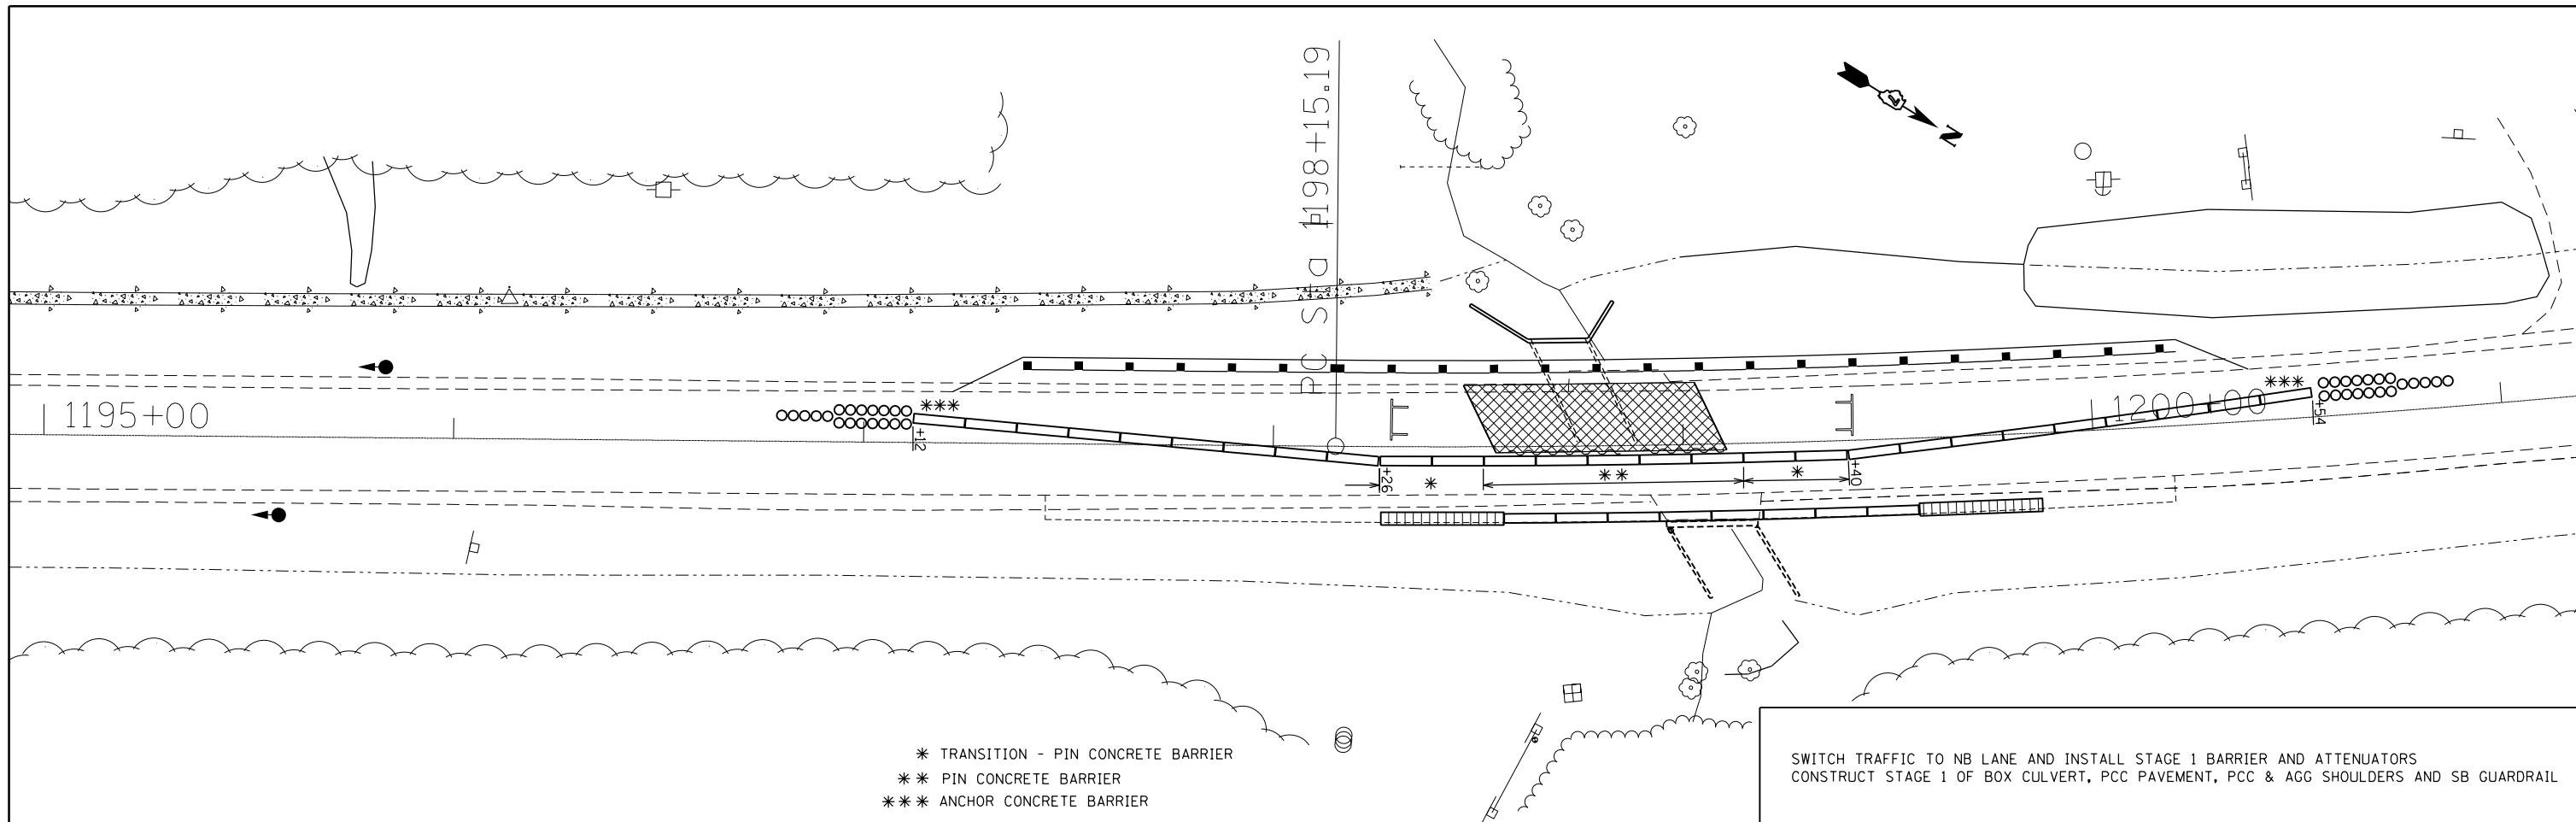 PC Sta 1198+15.19
N
1195+00
1200+00
***
***
+12
+54
+26
*
**
*
+40
* TRANSITION - PIN CONCRETE BARRIER
** PIN CONCRETE BARRIER
*** ANCHOR CONCRETE BARRIER
SWITCH TRAFFIC TO NB LANE AND INSTALL STAGE 1 BARRIER AND ATTENUATORS
CONSTRUCT STAGE 1 OF BOX CULVERT, PCC PAVEMENT, PCC & AGG SHOULDERS AND SB GUARDRAIL